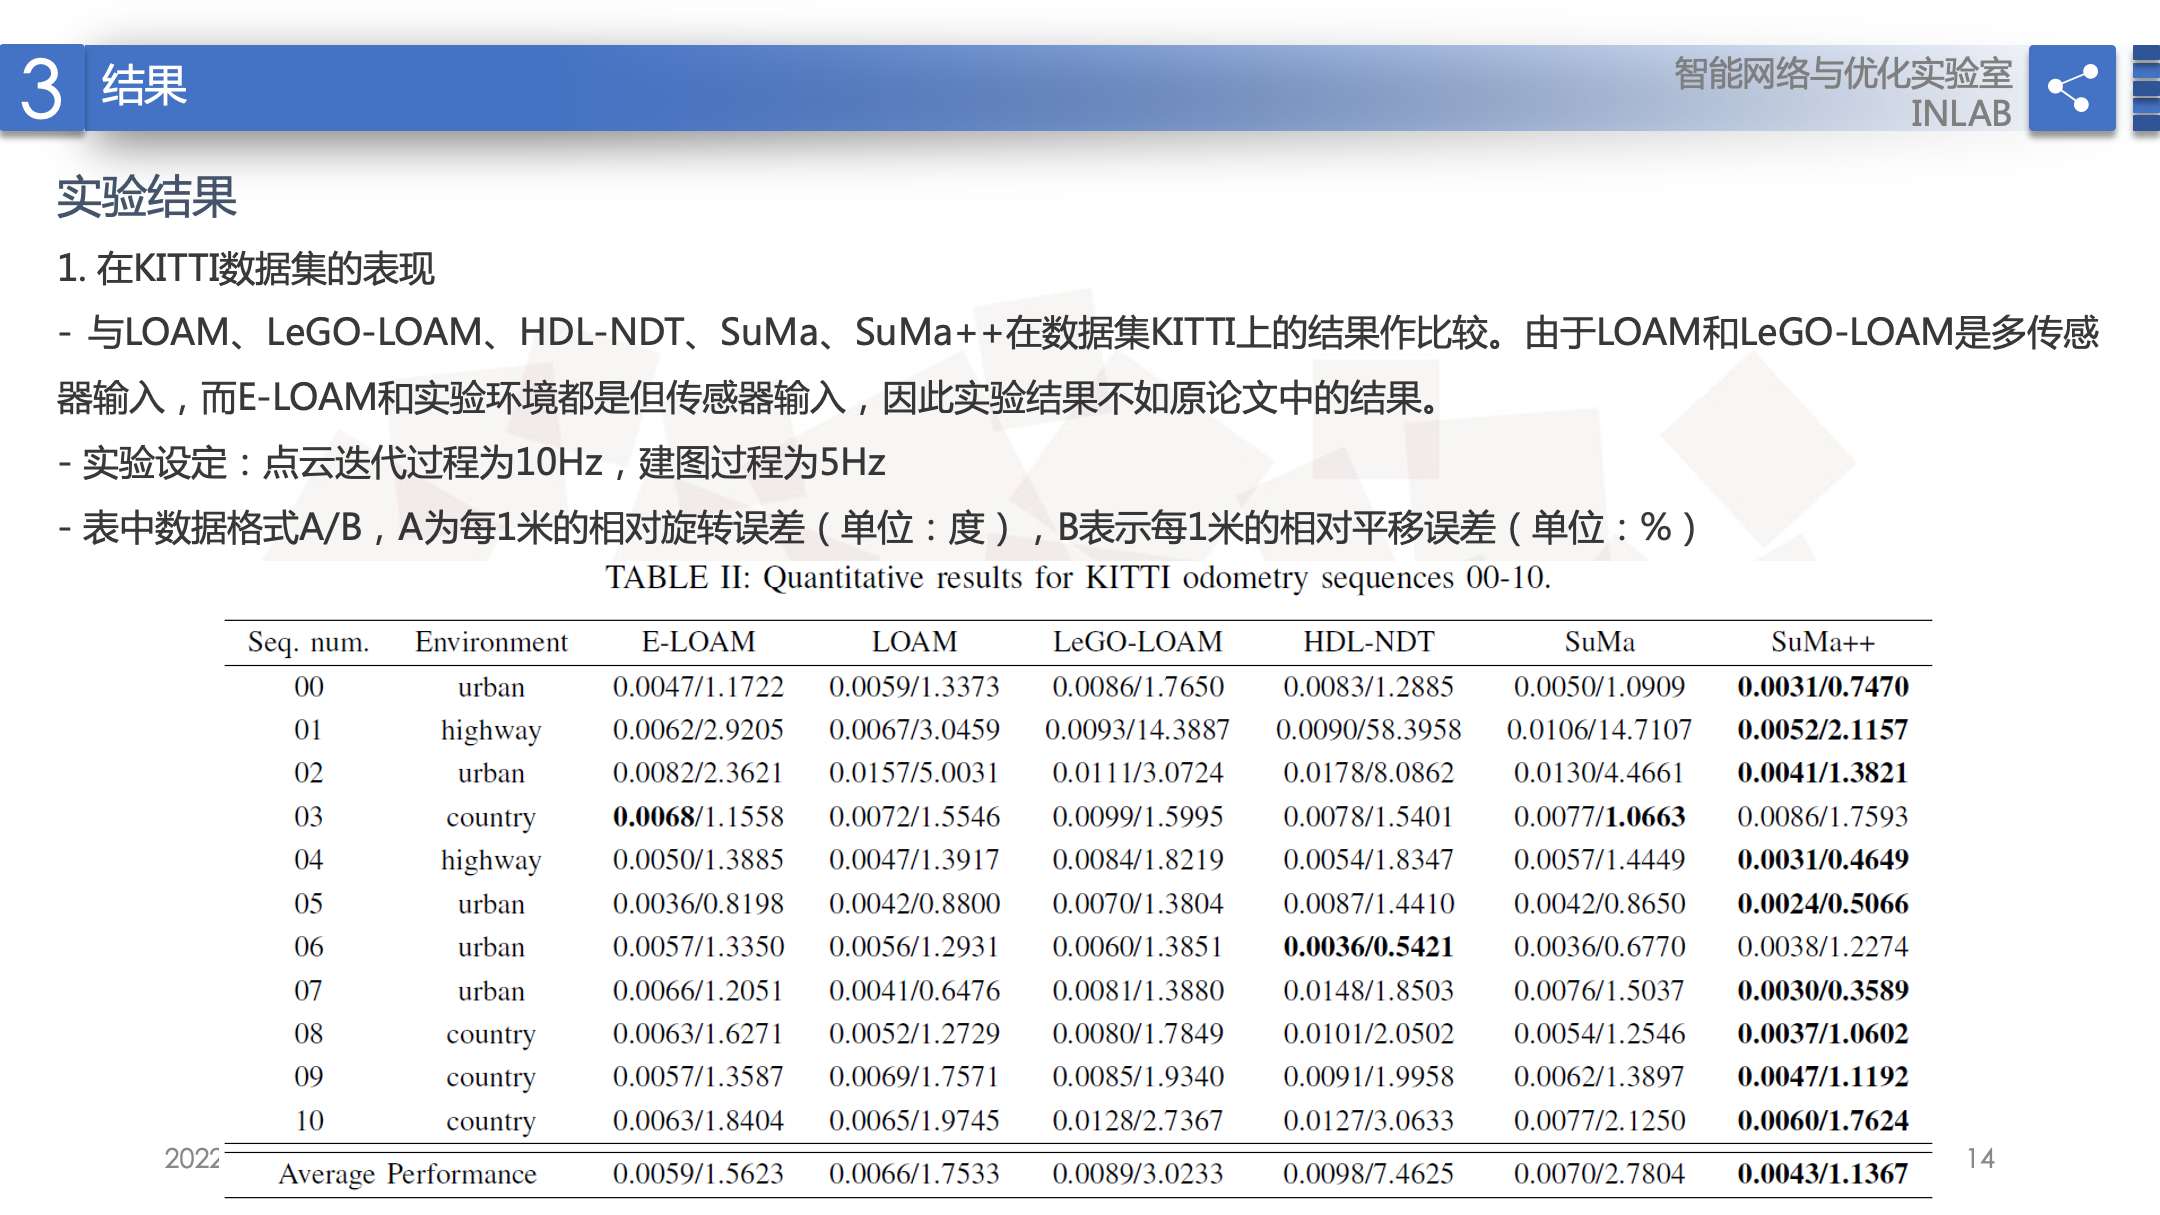 3 结果
智能网络与优化实验室
INLAB
实验结果
1. 在KITTI数据集的表现
- 与LOAM、LeGO-LOAM、HDL-NDT、SuMa、SuMa++在数据集KITTI上的结果作比较。由于LOAM和LeGO-LOAM是多传感
器输入，而E-LOAM和实验环境都是但传感器输入，因此实验结果不如原论文中的结果。
- 实验设定：点云迭代过程为10Hz，建图过程为5Hz
- 表中数据格式A/B，A为每1米的相对旋转误差（单位：度），B表示每1米的相对平移误差（单位：%）
TABLE II: Quantitative results for KITTI odometry sequences 00-10.
Seq. num. Environment E-LOAM LOAM LeGO-LOAM HDL-NDT SuMa SuMa++
00 urban 0.0047/1.1722 0.0059/1.3373 0.0086/1.7650 0.0083/1.2885 0.0050/1.0909 0.0031/0.7470
01 highway 0.0062/2.9205 0.0067/3.0459 0.0093/14.3887 0.0090/58.3958 0.0106/14.7107 0.0052/2.1157
02 urban 0.0082/2.3621 0.0157/5.0031 0.0111/3.0724 0.0178/8.0862 0.0130/4.4661 0.0041/1.3821
03 country 0.0068/1.1558 0.0072/1.5546 0.0099/1.5995 0.0078/1.5401 0.0077/1.0663 0.0086/1.7593
04 highway 0.0050/1.3885 0.0047/1.3917 0.0084/1.8219 0.0054/1.8347 0.0057/1.4449 0.0031/0.4649
05 urban 0.0036/0.8198 0.0042/0.8800 0.0070/1.3804 0.0087/1.4410 0.0042/0.8650 0.0024/0.5066
06 urban 0.0057/1.3350 0.0056/1.2931 0.0060/1.3851 0.0036/0.5421 0.0036/0.6770 0.0038/1.2274
07 urban 0.0066/1.2051 0.0041/0.6476 0.0081/1.3880 0.0148/1.8503 0.0076/1.5037 0.0030/0.3589
08 country 0.0063/1.6271 0.0052/1.2729 0.0080/1.7849 0.0101/2.0502 0.0054/1.2546 0.0037/1.0602
09 country 0.0057/1.3587 0.0069/1.7571 0.0085/1.9340 0.0091/1.9958 0.0062/1.3897 0.0047/1.1192
10 country 0.0063/1.8404 0.0065/1.9745 0.0128/2.7367 0.0127/3.0633 0.0077/2.1250 0.0060/1.7624
Average Performance 0.0059/1.5623 0.0066/1.7533 0.0089/3.0233 0.0098/7.4625 0.0070/2.7804 0.0043/1.1367
2022
14